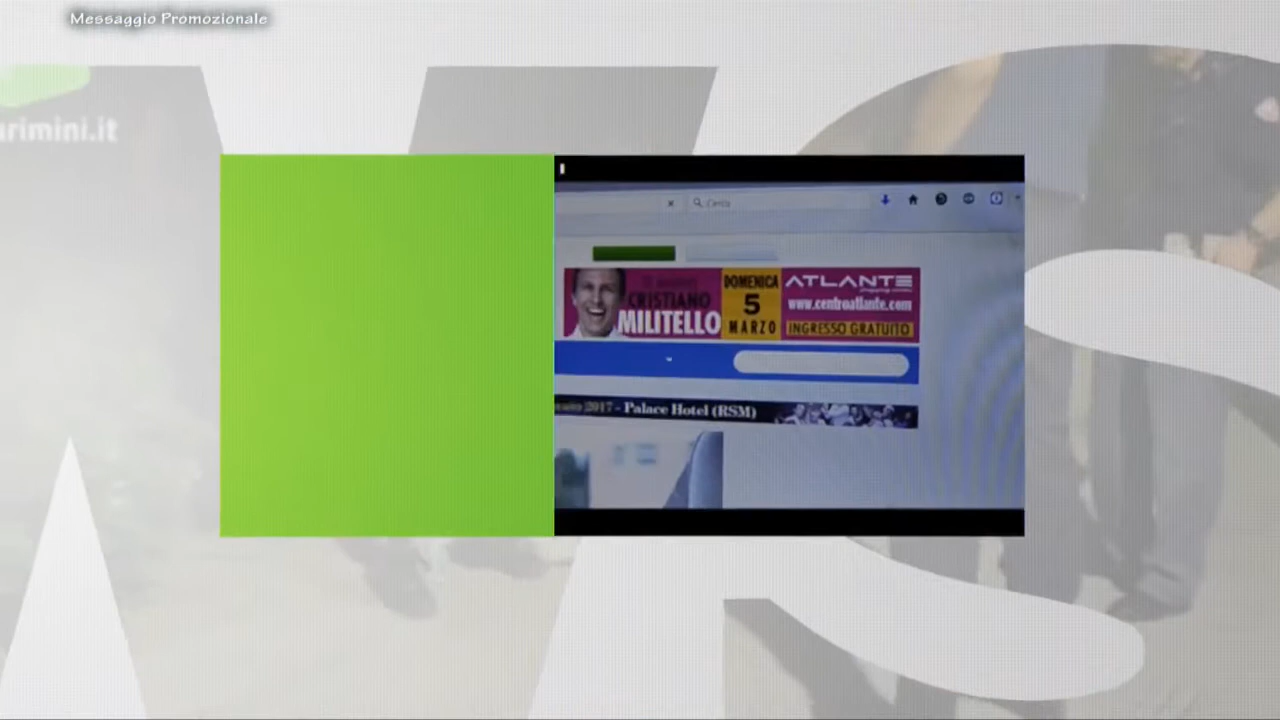 Messaggio Promozionale
rimini.it
Cerca
CRISTIANO
MILITELLO
DOMENICA
5
MARZO
ATLANTE
www.centroatlante.com
INGRESSO GRATUITO
2017 - Palace Hotel (RSM)